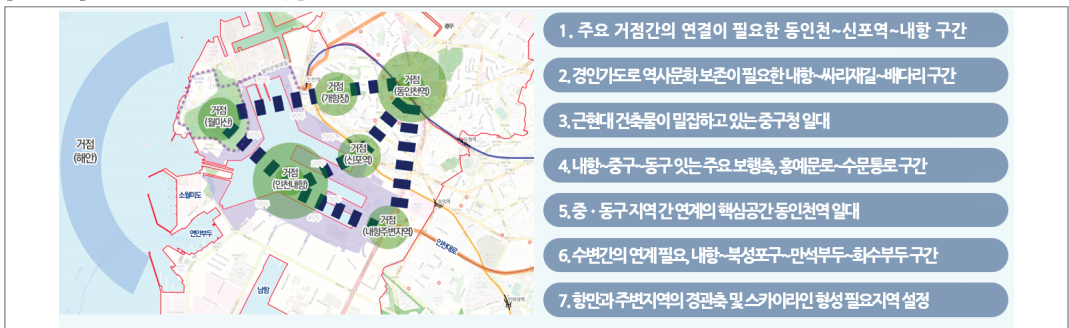 거점
(해안)
거점
(월미산)
거점
(개항장)
거점
(동인천역)
거점
(신포역)
거점
(인천내항)
거점
(내항주변지역)
소월미도
연안부두
남항
인천대로
1. 주요 거점간의 연결이 필요한 동인천~신포역~내항 구간
2. 경인가도로 역사문화 보존이 필요한 내항~싸리재길~배다리 구간
3. 근현대 건축물이 밀집하고 있는 중구청 일대
4. 내항~중구~동구 잇는 주요 보행축, 홍예문로~수문통로 구간
5. 중·동구 지역 간 연계의 핵심공간 동인천역 일대
6. 수변간의 연계 필요, 내항~북성포구~만석부두~화수부두 구간
7. 항만과 주변지역의 경관축 및 스카이라인 형성 필요지역 설정